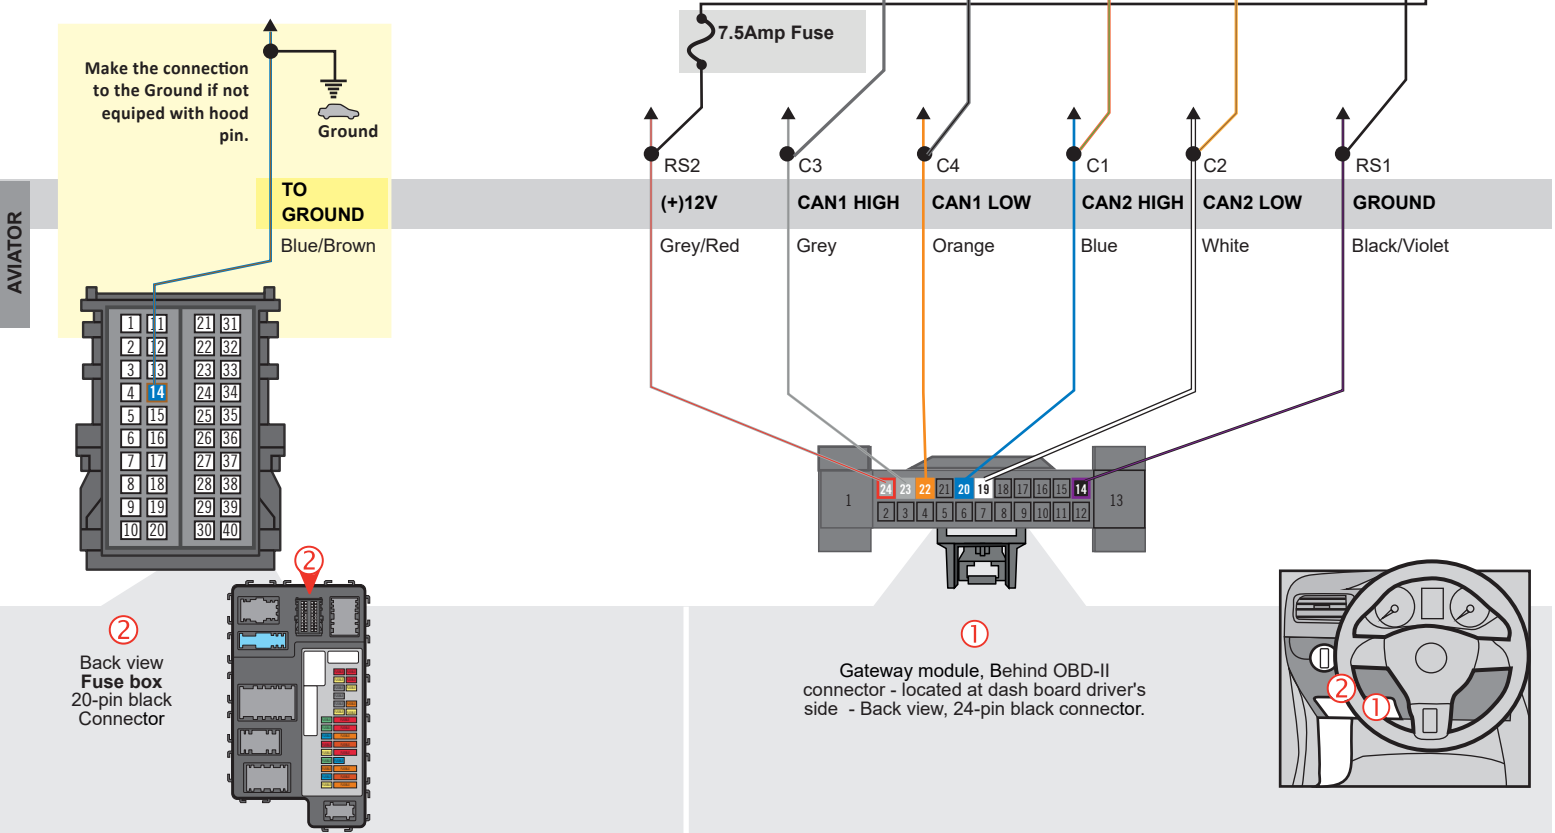 7.5Amp Fuse
Make the connection
to the Ground if not
equiped with hood
pin.
Ground
RS2
C3
C4
C1
C2
RS1
TO
GROUND
(+)12V
CAN1 HIGH
CAN1 LOW
CAN2 HIGH
CAN2 LOW
GROUND
Blue/Brown
Grey/Red
Grey
Orange
Blue
White
Black/Violet
AVIATOR
1 11 21 31
2 12 22 32
3 13 23 33
4 14 24 34
5 15 25 35
6 16 26 36
7 17 27 37
8 18 28 38
9 19 29 39
10 20 30 40
1
24 23 22 21 20 19 18 17 16 15 14
2 3 4 5 6 7 8 9 10 11 12
13
2
2
Back view
Fuse box
20-pin black
Connector
1
Gateway module, Behind OBD-II
connector - located at dash board driver's
side - Back view, 24-pin black connector.
2
1